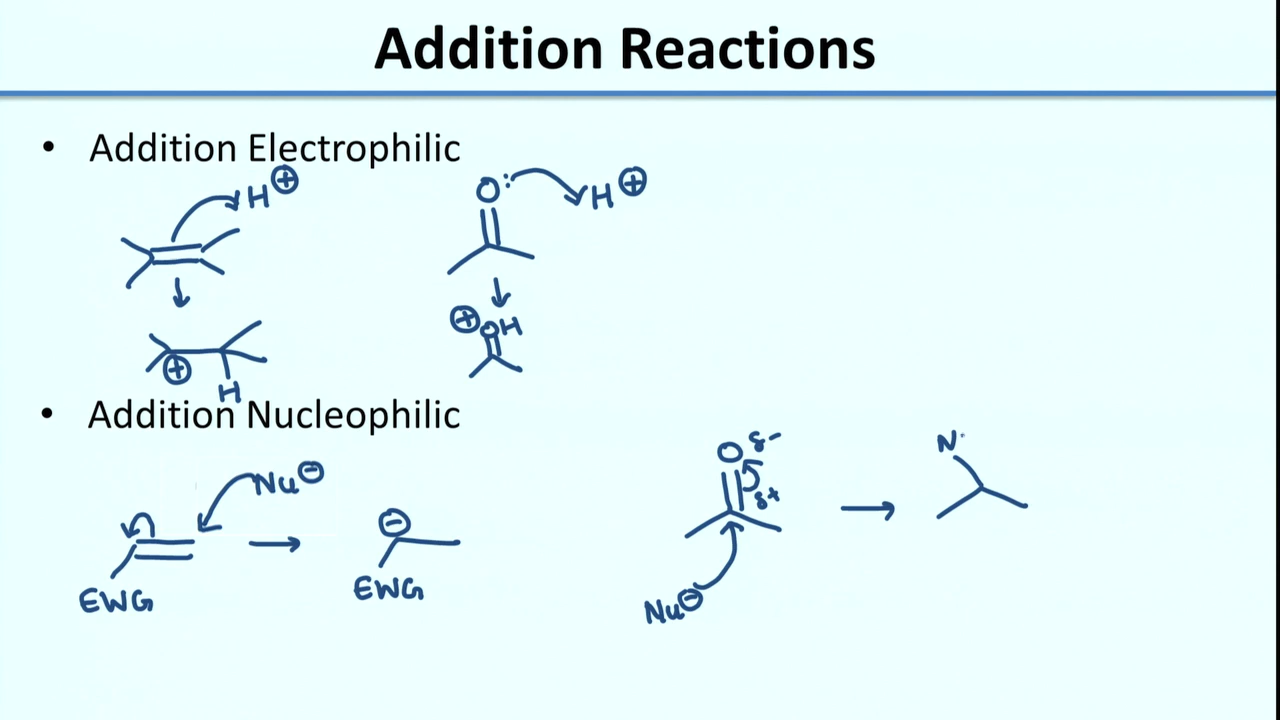 Addition Reactions
• Addition Electrophilic
H⊕
O: H⊕
⊕ H
⊕OH
• Addition Nucleophilic
Nu⊖
EWG
⊖
EWG
O δ-
δ+
Nu⊖
N